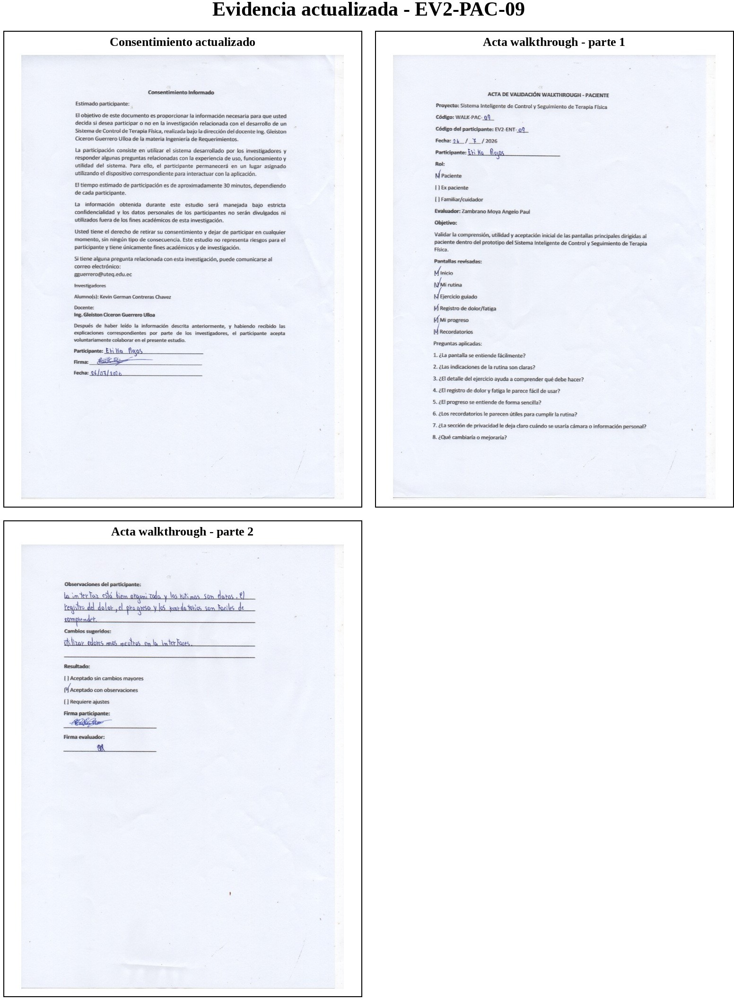 Evidencia actualizada - EV2-PAC-09
Consentimiento actualizado
Consentimiento Informado
Estimado participante:
El objetivo de este documento es proporcionar la información necesaria para que usted
decida si desea participar o no en la investigación relacionada con el desarrollo de un
Sistema de Control de Terapia Física, realizada bajo la dirección del docente Ing. Gleiston
Ciceron Guerrero Ulloa de la materia Ingeniería de Requerimientos.
La participación consiste en utilizar el sistema desarrollado por los investigadores y
responder algunas preguntas relacionadas con la experiencia de uso, funcionamiento y
utilidad del sistema. Para ello, el participante permanecerá en un lugar asignado
utilizando el dispositivo correspondiente para interactuar con la aplicación.
El tiempo estimado de participación es de aproximadamente 30 minutos, dependiendo
de cada participante.
La información obtenida durante este estudio será manejada bajo estricta
confidencialidad y los datos personales de los participantes no serán divulgados ni
utilizados fuera de los fines académicos de esta investigación.
Usted tiene el derecho de retirar su consentimiento y dejar de participar en cualquier
momento, sin ningún tipo de consecuencia. Este estudio no representa riesgos para el
participante y tiene únicamente fines académicos y de investigación.
Si tiene alguna pregunta relacionada con esta investigación, puede comunicarse al
correo electrónico:
gguerrero@uteq.edu.ec
Investigadores
Alumno(s): Kevin German Contreras Chavez
Docente:
Ing. Gleiston Ciceron Guerrero Ulloa
Después de haber leído la información descrita anteriormente, y habiendo recibido las
explicaciones correspondientes por parte de los investigadores, el participante acepta
voluntariamente colaborar en el presente estudio.
Participante: Erika Rojas
Firma:
Fecha: 26/07/2026
Acta walkthrough - parte 1
ACTA DE VALIDACIÓN WALKTHROUGH - PACIENTE
Proyecto: Sistema Inteligente de Control y Seguimiento de Terapia Física
Código: WALK-PAC-09
Código del participante: EV2-ENT-09
Fecha: 26 / 7 / 2026
Participante: Erika Rojas
Rol:
[✓] Paciente
[ ] Ex paciente
[ ] Familiar/cuidador
Evaluador: Zambrano Moya Angelo Paul
Objetivo:
Validar la comprensión, utilidad y aceptación inicial de las pantallas principales dirigidas al
paciente dentro del prototipo del Sistema Inteligente de Control y Seguimiento de Terapia
Física.
Pantallas revisadas:
[✓] Inicio
[✓] Mi rutina
[✓] Ejercicio guiado
[✓] Registro de dolor/fatiga
[✓] Mi progreso
[✓] Recordatorios
Preguntas aplicadas:
1. ¿La pantalla se entiende fácilmente?
2. ¿Las indicaciones de la rutina son claras?
3. ¿El detalle del ejercicio ayuda a comprender qué debe hacer?
4. ¿El registro de dolor y fatiga le parece fácil de usar?
5. ¿El progreso se entiende de forma sencilla?
6. ¿Los recordatorios le parecen útiles para cumplir la rutina?
7. ¿La sección de privacidad le deja claro cuándo se usaría cámara o información personal?
8. ¿Qué cambiaría o mejoraría?
Acta walkthrough - parte 2
Observaciones del participante:
La interfaz está bien organizada y las rutinas son claras. El
registro del dolor, el progreso y los recordatorios son faciles de
comprender.
Cambios sugeridos:
Utilizar colores mas neutros en la interfaces.
Resultado:
[ ] Aceptado sin cambios mayores
[✓] Aceptado con observaciones
[ ] Requiere ajustes
Firma participante:
Firma evaluador: